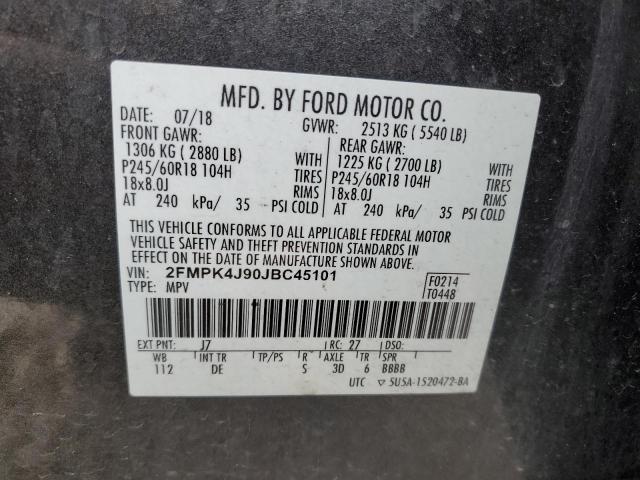 MFD. BY FORD MOTOR CO.
DATE: 07/18 GVWR: 2513 KG ( 5540 LB)
FRONT GAWR: REAR GAWR:
1306 KG ( 2880 LB) WITH 1225 KG ( 2700 LB) WITH
P245/60R18 104H TIRES P245/60R18 104H TIRES
18x8.0J RIMS 18x8.0J RIMS
AT 240 kPa/ 35 PSI COLD AT 240 kPa/ 35 PSI COLD
THIS VEHICLE CONFORMS TO ALL APPLICABLE FEDERAL MOTOR
VEHICLE SAFETY AND THEFT PREVENTION STANDARDS IN
EFFECT ON THE DATE OF MANUFACTURE SHOWN ABOVE.
VIN: 2FMPK4J90JBC45101 F0214
TYPE: MPV T0448
EXT PNT: J7 RC: 27 DSO:
WB INT TR TP/PS R AXLE TR SPR
112 DE S 3D 6 BBBB
UTC ▽ 5U5A-1520472-BA